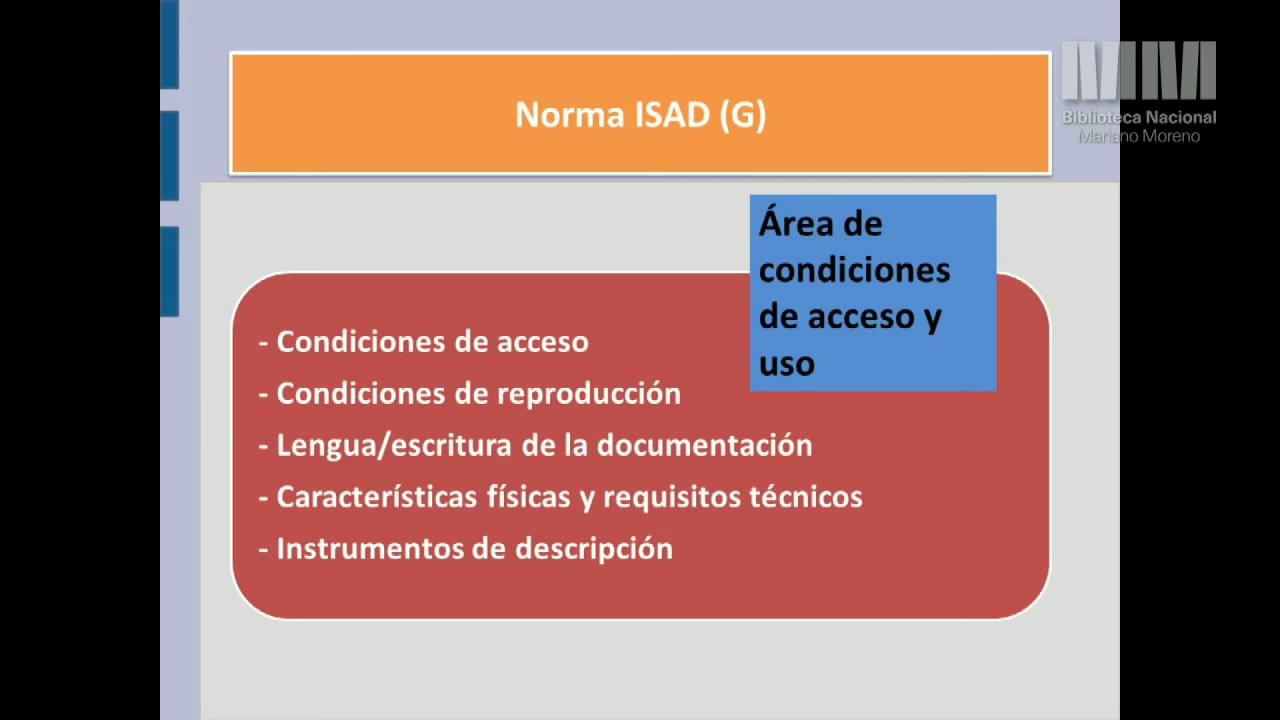 Norma ISAD (G)
Biblioteca Nacional
Mariano Moreno
Área de
condiciones
de acceso y
uso
- Condiciones de acceso
- Condiciones de reproducción
- Lengua/escritura de la documentación
- Características físicas y requisitos técnicos
- Instrumentos de descripción